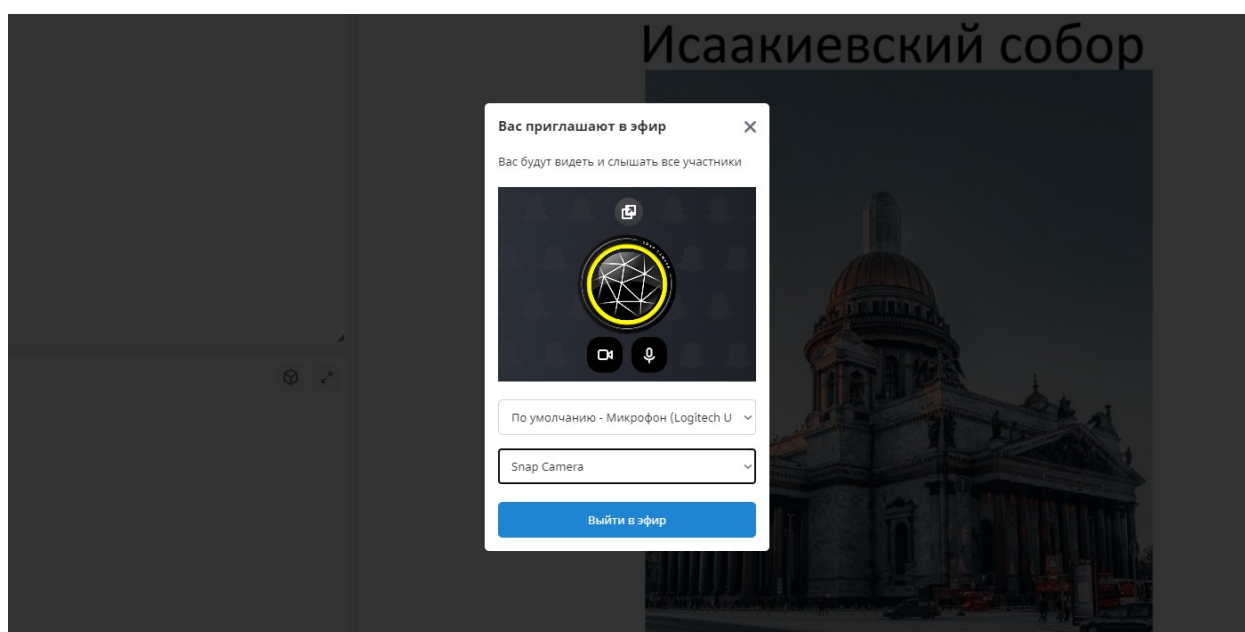 Исаакиевский собор
Вас приглашают в эфир
Вас будут видеть и слышать все участники
По умолчанию - Микрофон (Logitech U
Snap Camera
Выйти в эфир